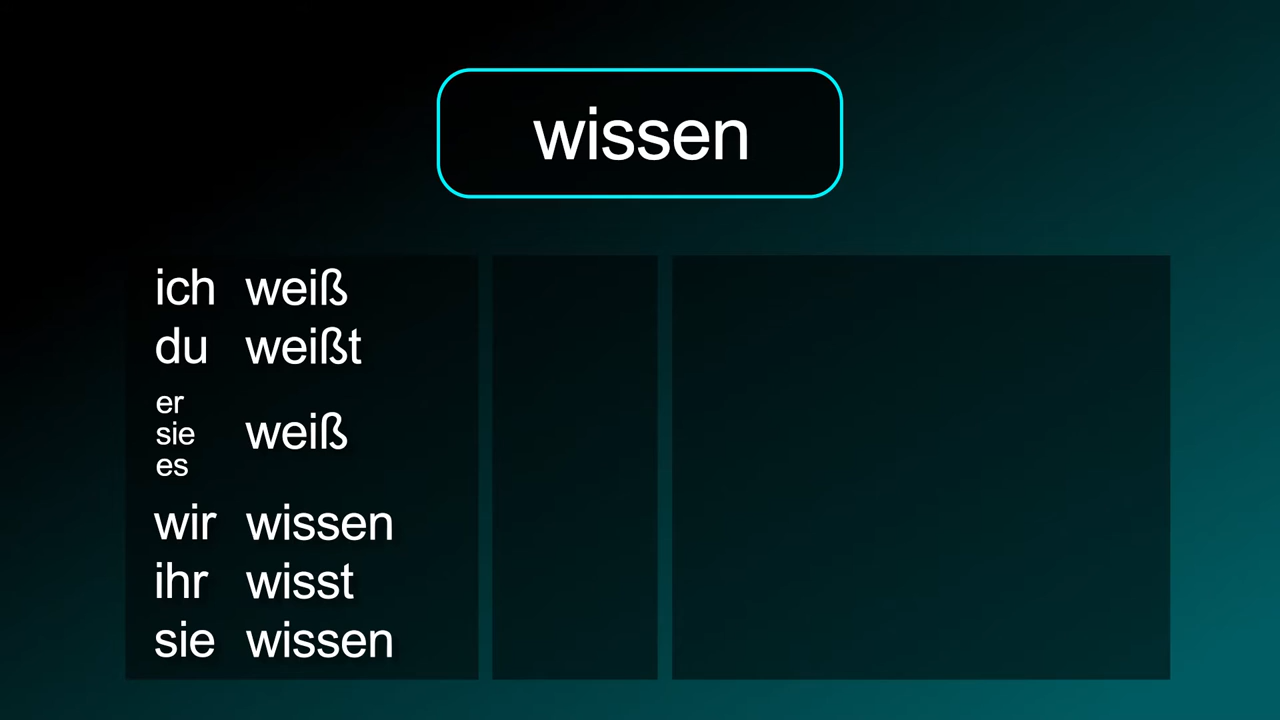 wissen
ich weiß
du weißt
er
sie weiß
es
wir wissen
ihr wisst
sie wissen